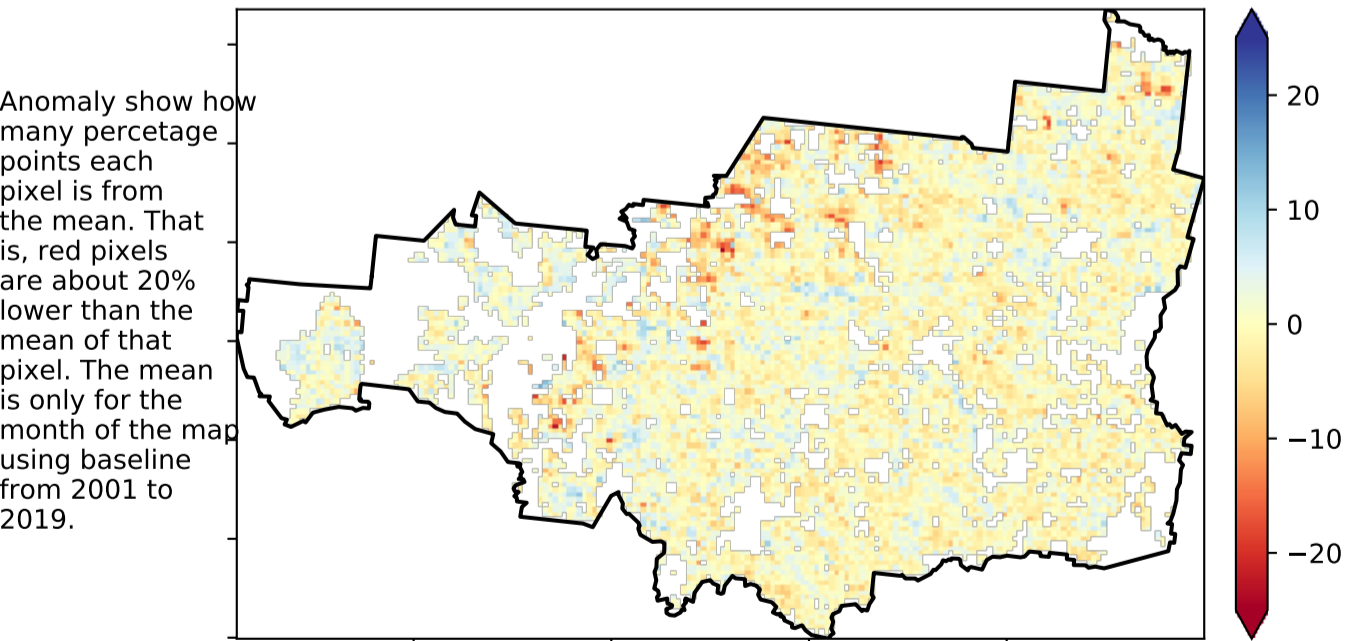 Anomaly show how
many percetage
points each
pixel is from
the mean. That
is, red pixels
are about 20%
lower than the
mean of that
pixel. The mean
is only for the
month of the map
using baseline
from 2001 to
2019.
20
10
0
−10
−20